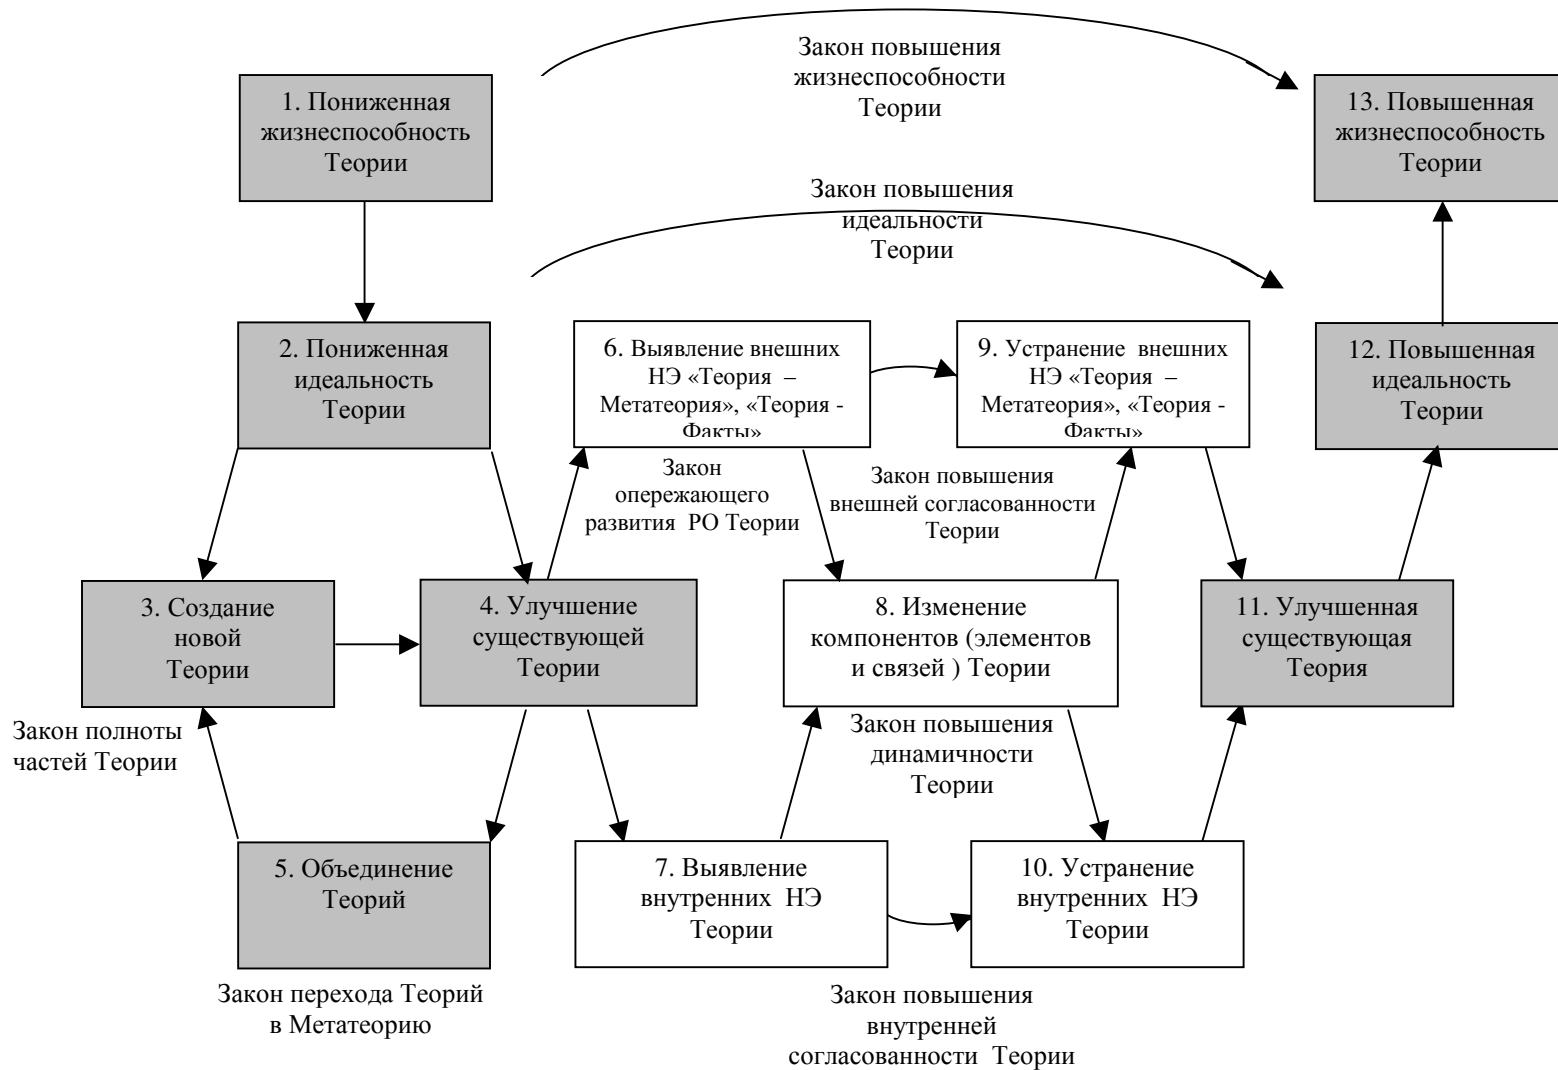 Закон повышения
жизнеспособности
Теории
1. Пониженная
жизнеспособность
Теории
13. Повышенная
жизнеспособность
Теории
Закон повышения
идеальности
Теории
2. Пониженная
идеальность
Теории
6. Выявление внешних
НЭ «Теория –
Метатеория», «Теория -
Факты»
9. Устранение внешних
НЭ «Теория –
Метатеория», «Теория -
Факты»
12. Повышенная
идеальность
Теории
Закон
опережающего
развития РО Теории
Закон повышения
внешней согласованности
Теории
3. Создание
новой
Теории
4. Улучшение
существующей
Теории
8. Изменение
компонентов (элементов
и связей ) Теории
11. Улучшенная
существующая
Теория
Закон полноты
частей Теории
Закон повышения
динамичности
Теории
5. Объединение
Теорий
7. Выявление
внутренних НЭ
Теории
10. Устранение
внутренних НЭ
Теории
Закон перехода Теорий
в Метатеорию
Закон повышения
внутренней
согласованности Теории